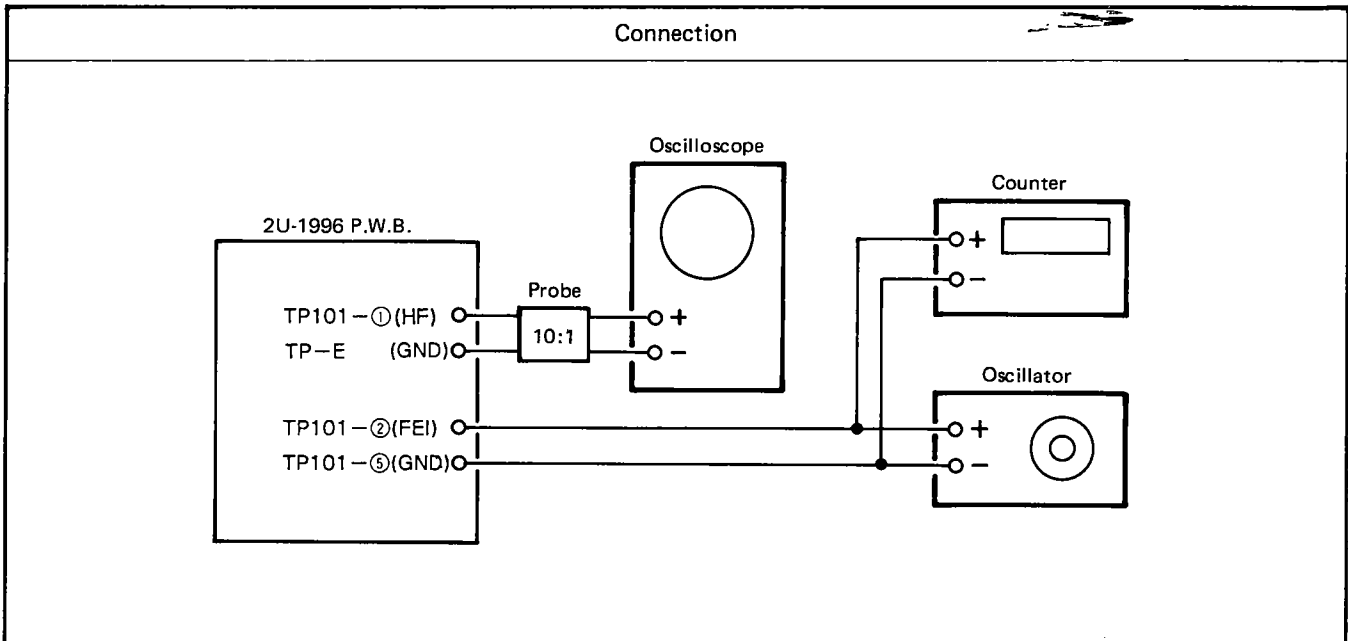 Connection
Oscilloscope
Counter
2U-1996 P.W.B.
+
−
Probe
TP101−①(HF)
10:1
+
TP−E (GND)
−
Oscillator
TP101−②(FEI)
+
TP101−⑤(GND)
−